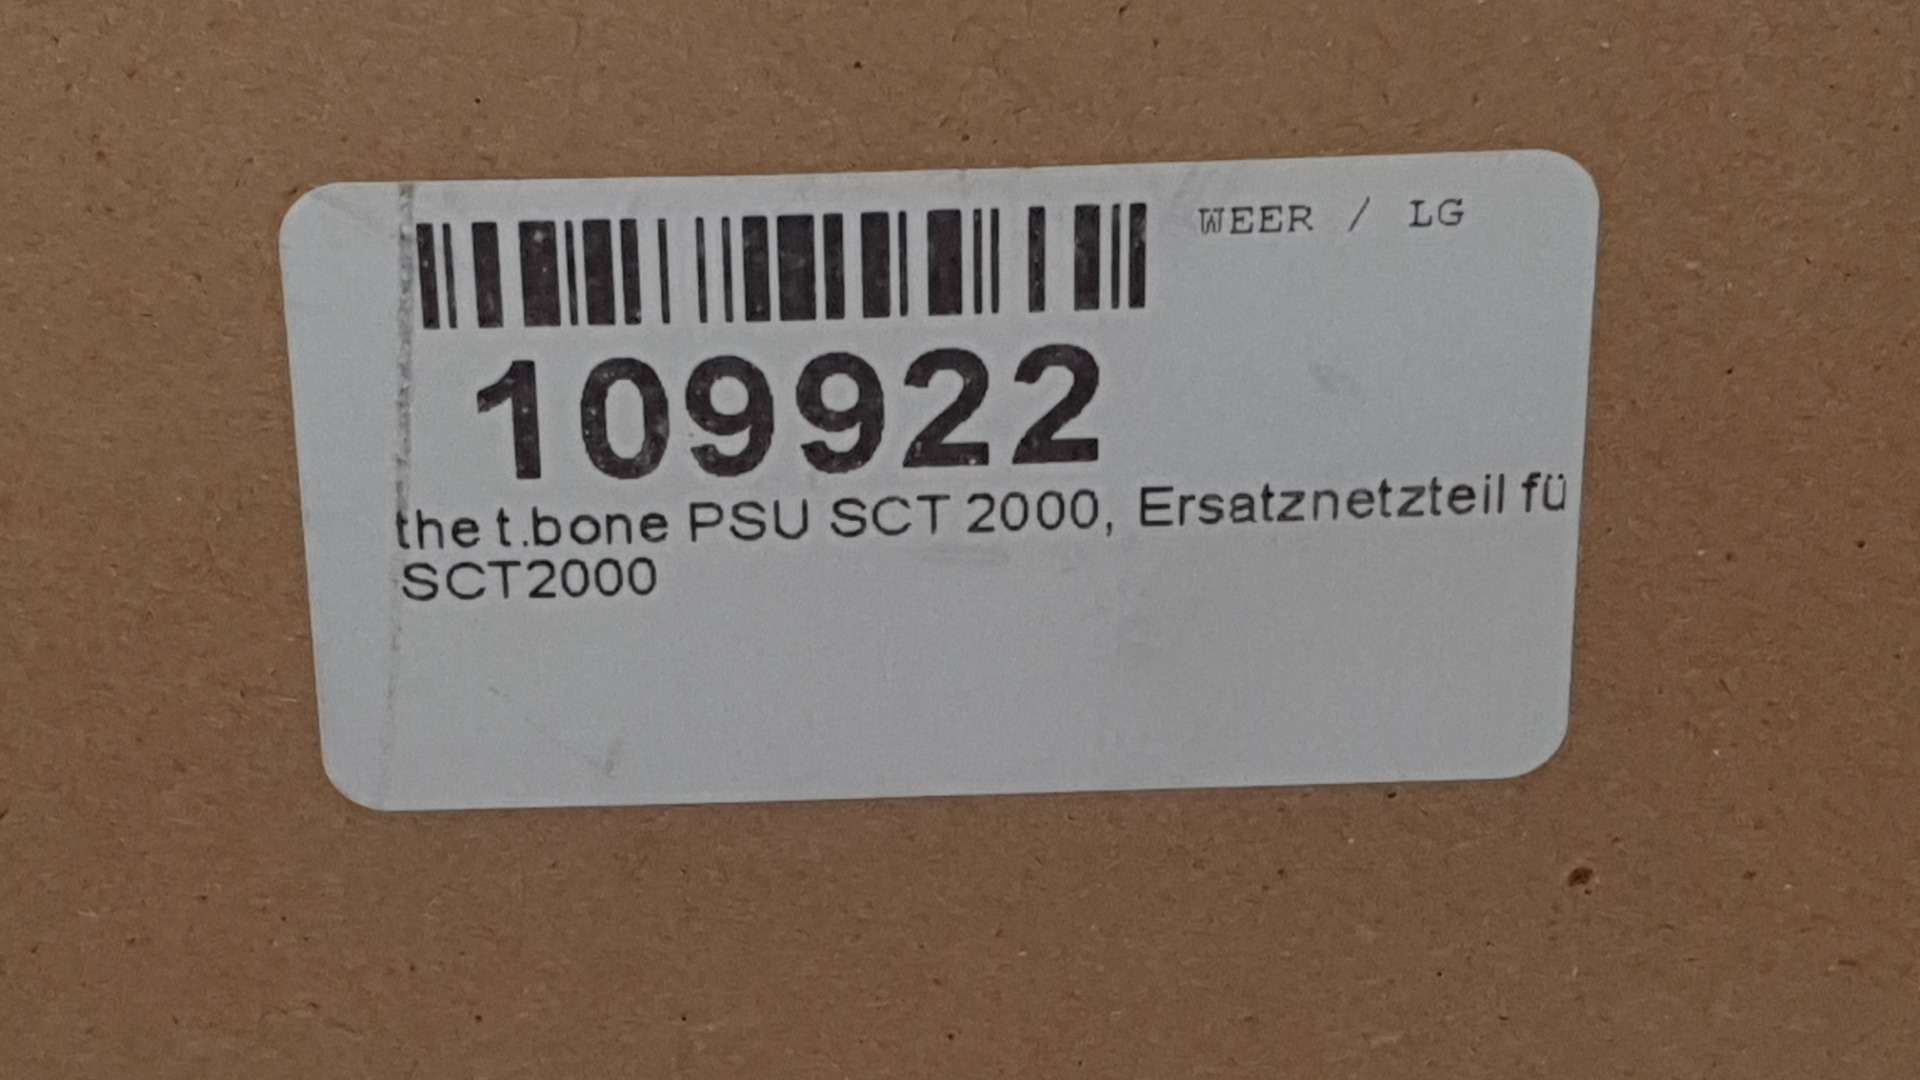 WEER / LG
109922
the t.bone PSU SCT 2000, Ersatznetzteil fü
SCT2000